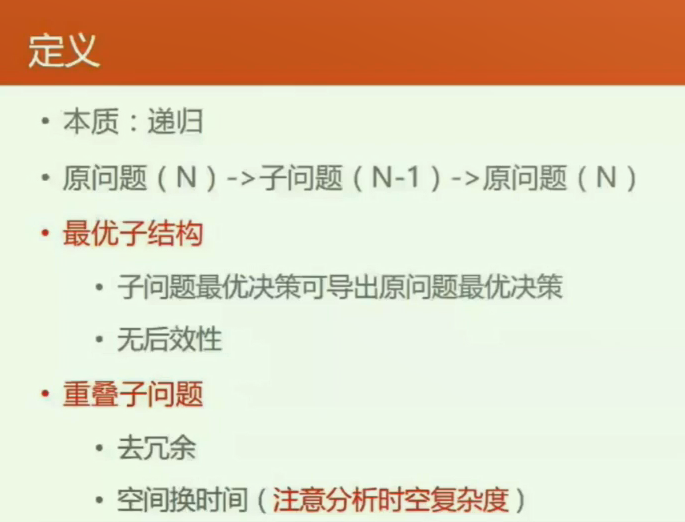 定义
• 本质：递归
• 原问题（N）->子问题（N-1）->原问题（N）
• 最优子结构
• 子问题最优决策可导出原问题最优决策
• 无后效性
• 重叠子问题
• 去冗余
• 空间换时间（注意分析时空复杂度）